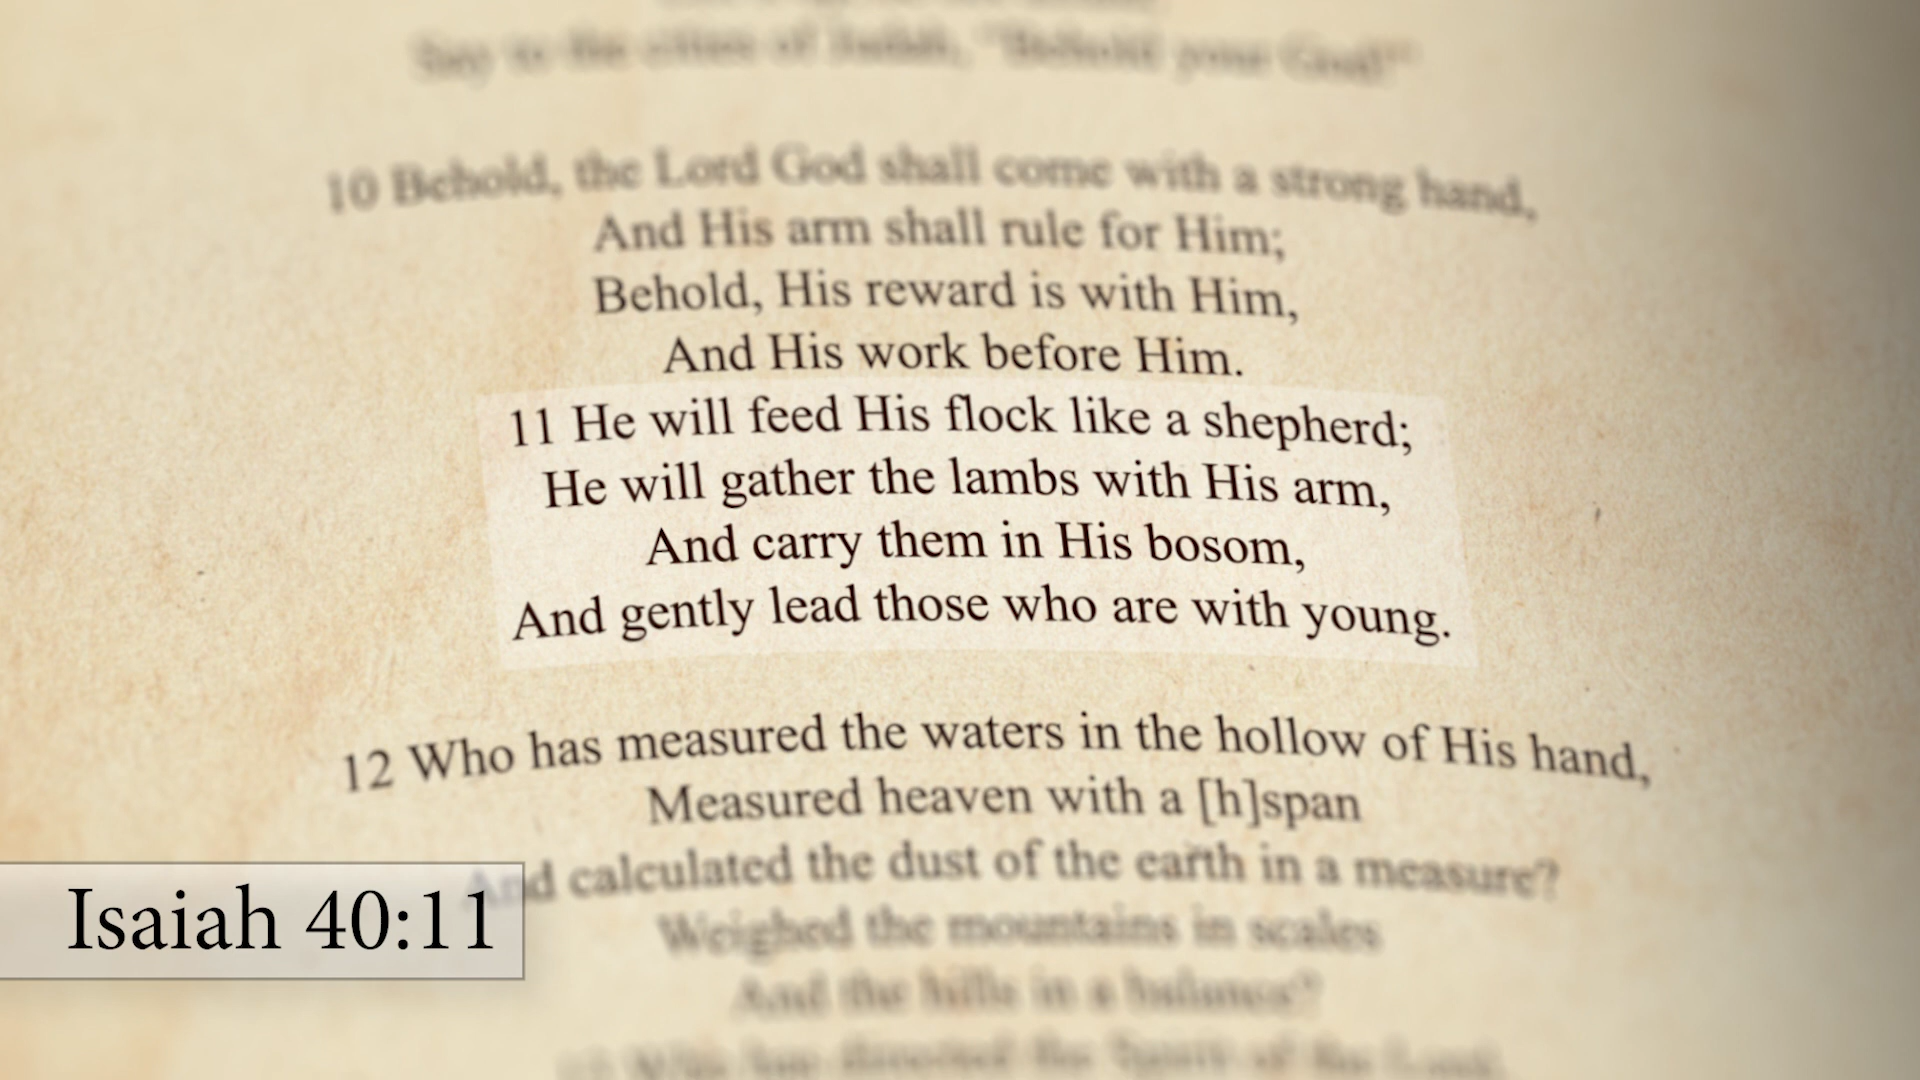 Say to the cities of Judah, "Behold your God!"
10 Behold, the Lord God shall come with a strong hand,
And His arm shall rule for Him;
Behold, His reward is with Him,
And His work before Him.
11 He will feed His flock like a shepherd;
He will gather the lambs with His arm,
And carry them in His bosom,
And gently lead those who are with young.
12 Who has measured the waters in the hollow of His hand,
Measured heaven with a [h]span
And calculated the dust of the earth in a measure?
Weighed the mountains in scales
And the hills in a balance?
Isaiah 40:11